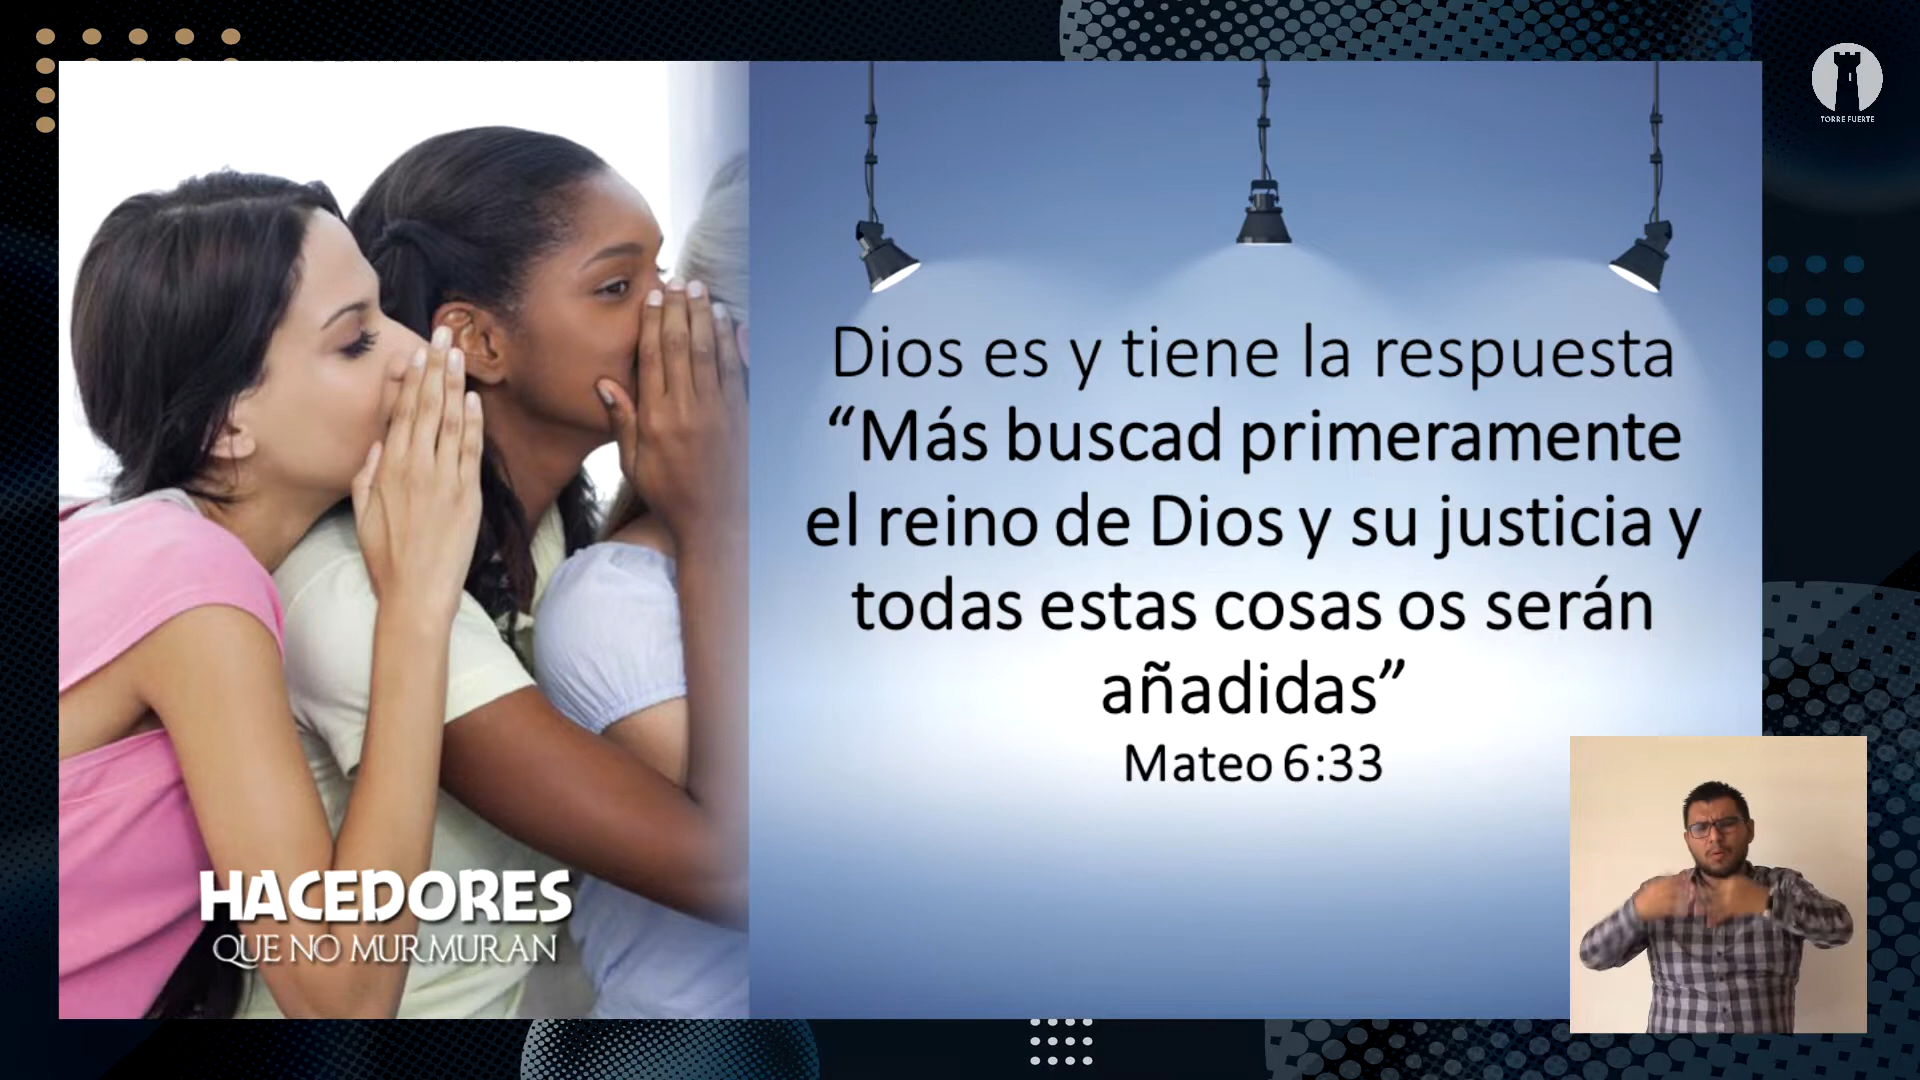 TORRE FUERTE
Dios es y tiene la respuesta
“Más buscad primeramente
el reino de Dios y su justicia y
todas estas cosas os serán
añadidas”
Mateo 6:33
HACEDORES
QUE NO MURMURAN